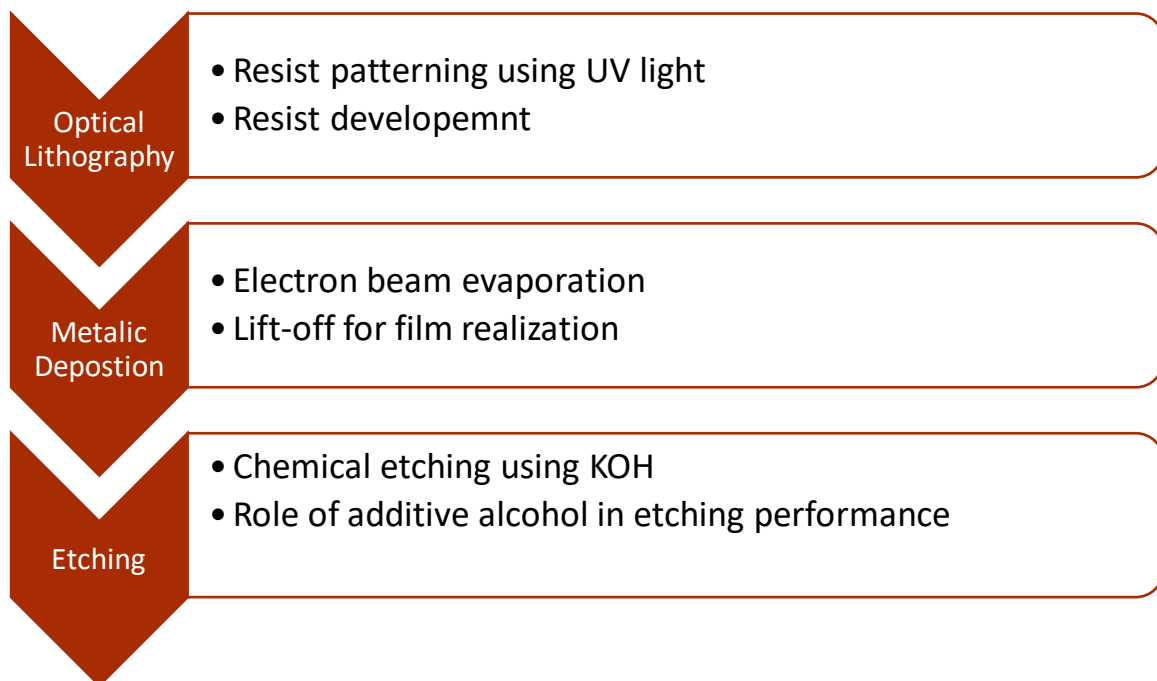 Optical
Lithography
• Resist patterning using UV light
• Resist developemnt
Metalic
Depostion
• Electron beam evaporation
• Lift-off for film realization
Etching
• Chemical etching using KOH
• Role of additive alcohol in etching performance